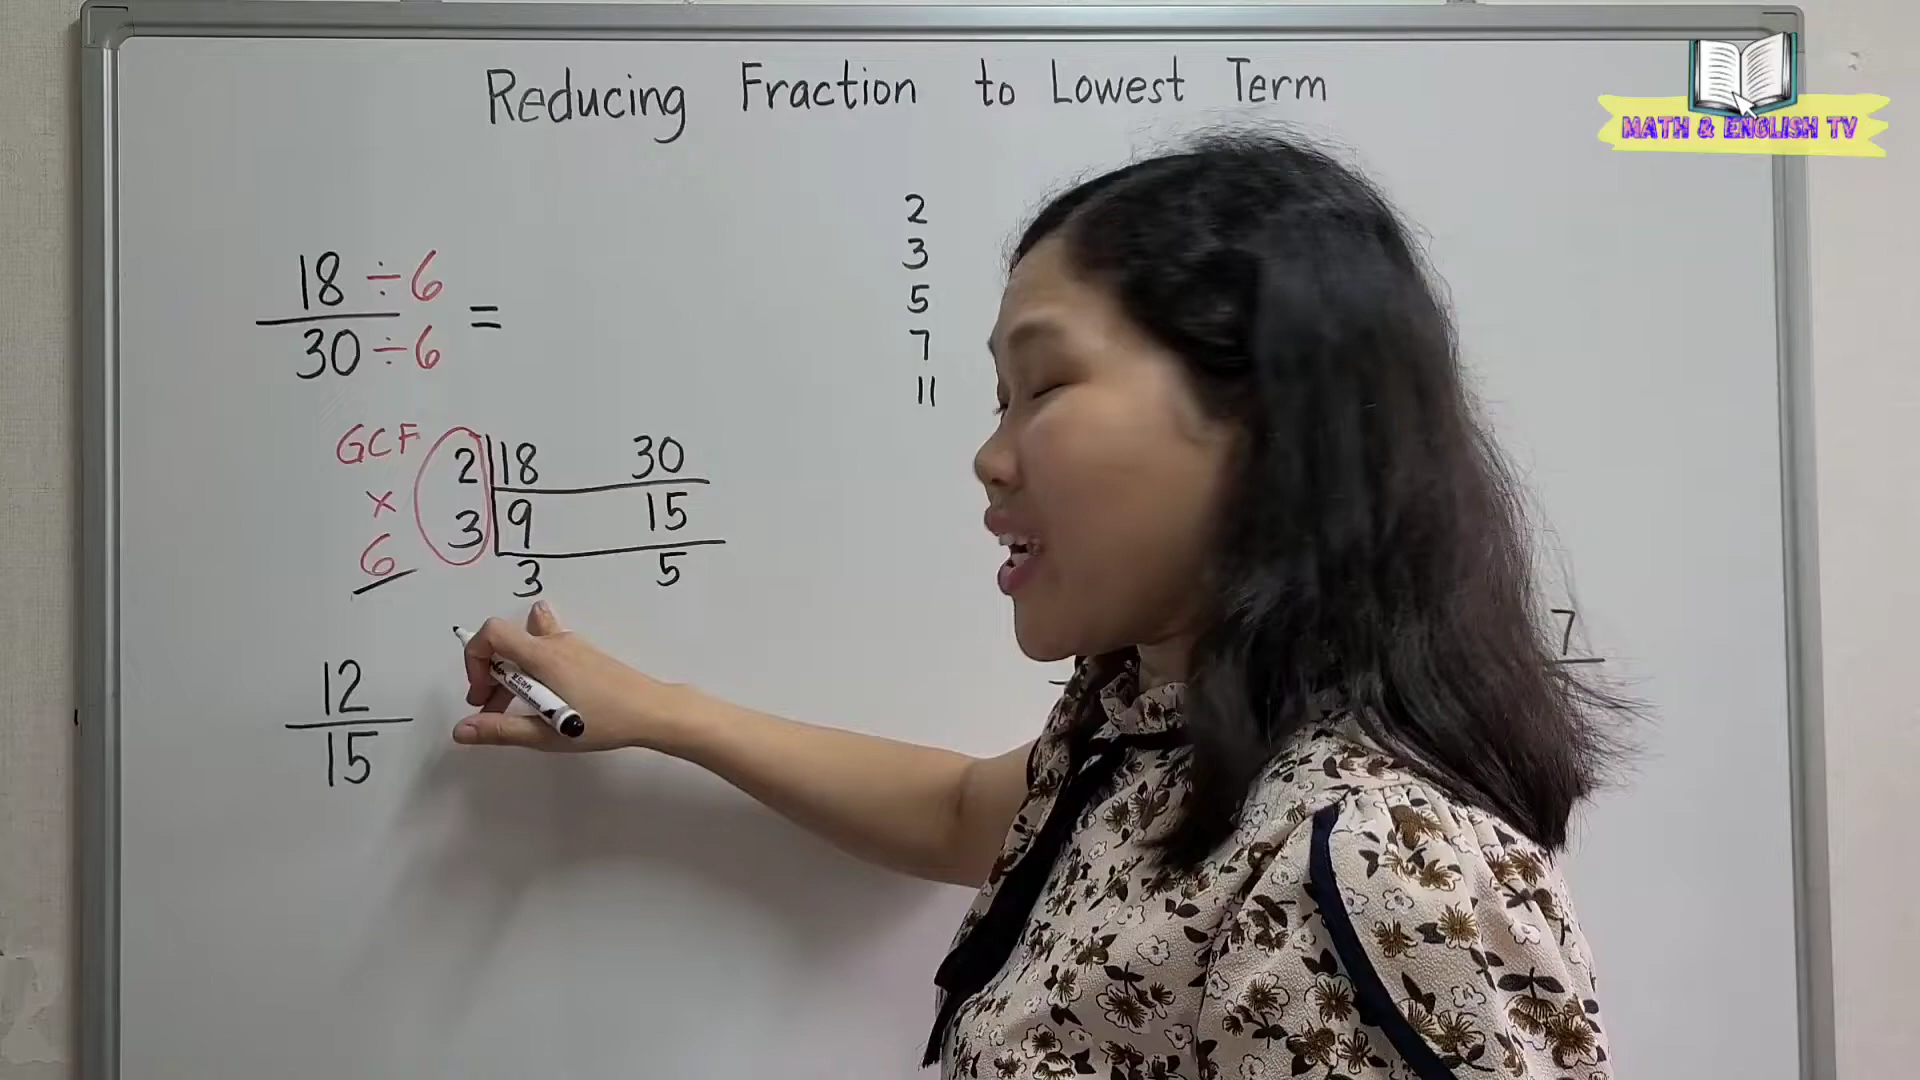 Reducing Fraction to Lowest Term
MATH & ENGLISH TV
18 ÷ 6
30 ÷ 6
=
2
3
5
7
11
GCF
×
6
2 18 30
3 9 15
3 5
12
15
7